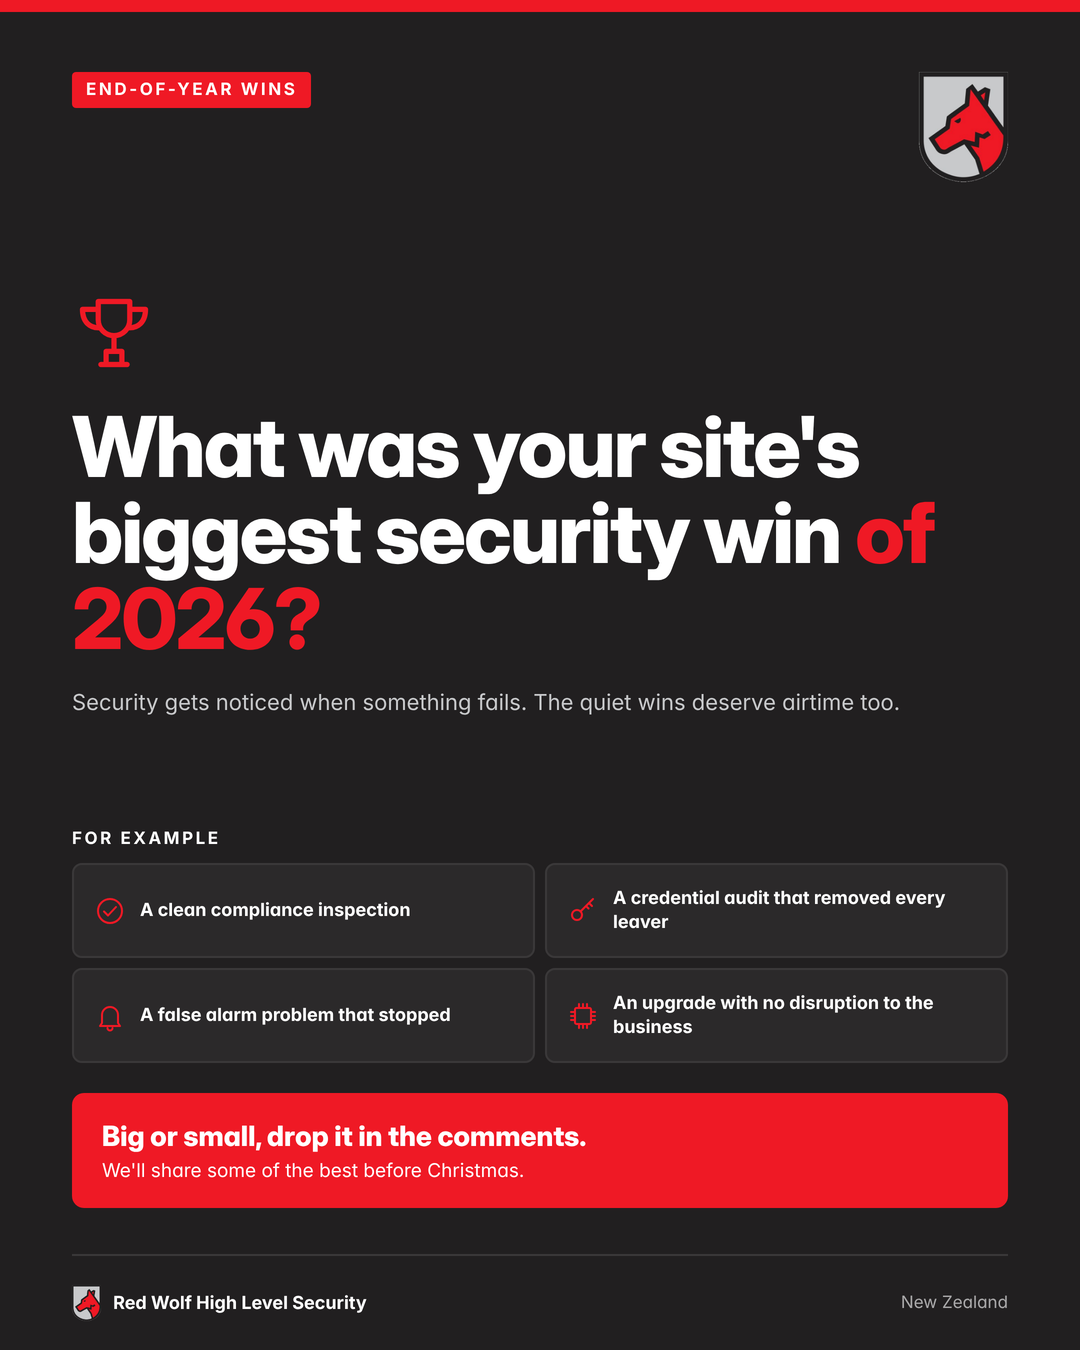 END-OF-YEAR WINS
What was your site's
biggest security win of
2026?
Security gets noticed when something fails. The quiet wins deserve airtime too.
FOR EXAMPLE
A clean compliance inspection
A credential audit that removed every
leaver
A false alarm problem that stopped
An upgrade with no disruption to the
business
Big or small, drop it in the comments.
We'll share some of the best before Christmas.
Red Wolf High Level Security
New Zealand